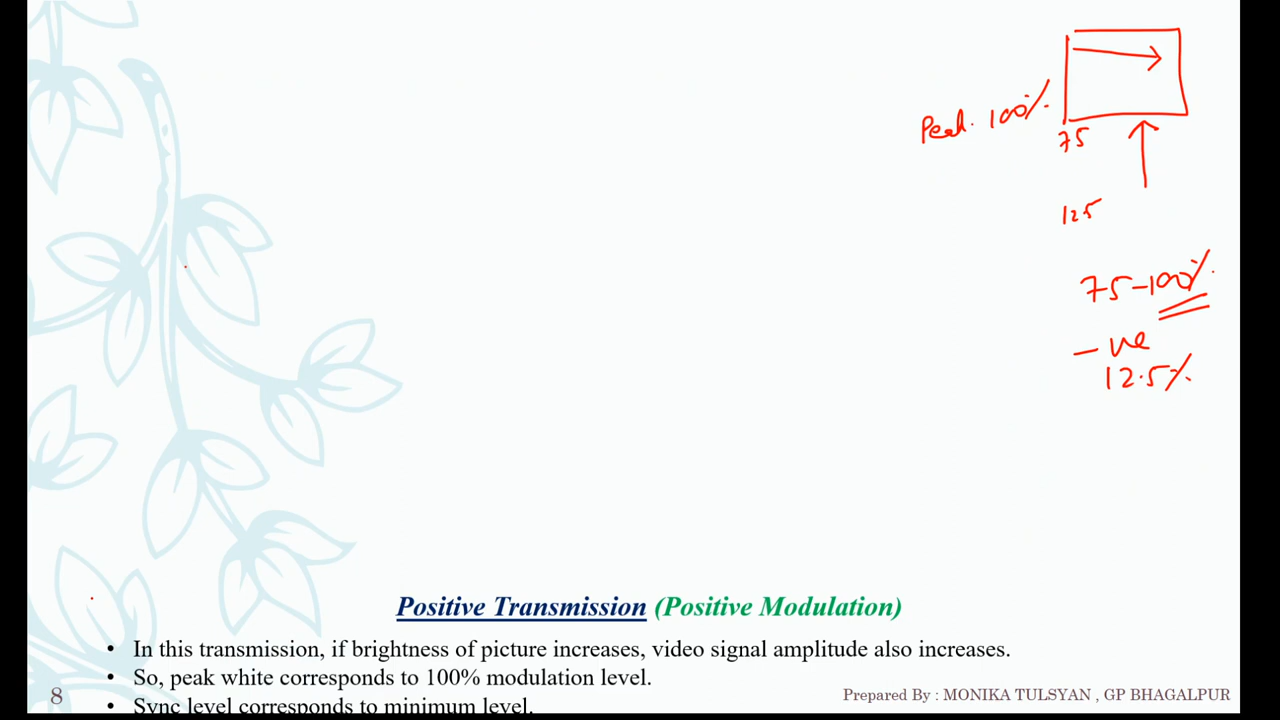 Peak. 100%
75
125
75-100%
-ve
12.5%
Positive Transmission (Positive Modulation)
• In this transmission, if brightness of picture increases, video signal amplitude also increases.
• So, peak white corresponds to 100% modulation level.
• Sync level corresponds to minimum level.
8
Prepared By : MONIKA TULSYAN , GP BHAGALPUR